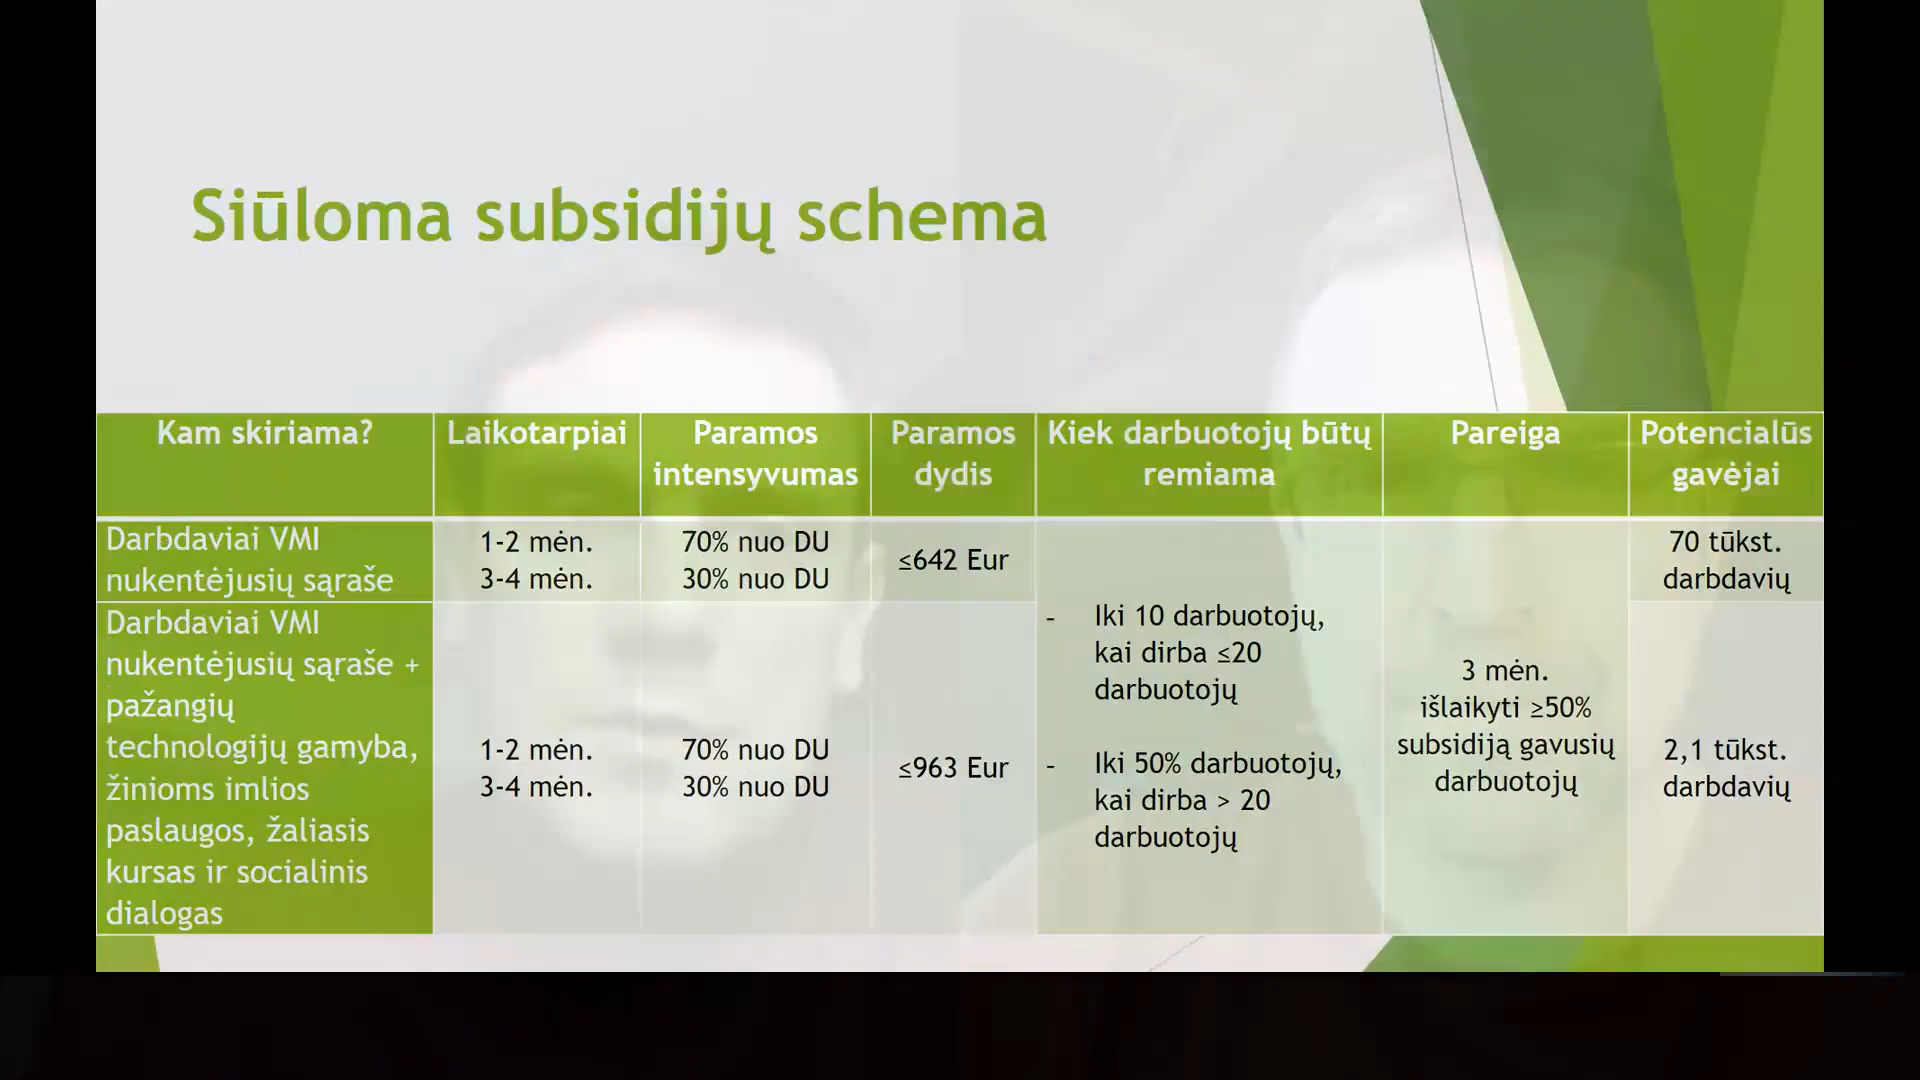 Siūloma subsidijų schema
Kam skiriama?
Laikotarpiai
Paramos
intensyvumas
Paramos
dydis
Kiek darbuotojų būtų
remiama
Pareiga
Potencialūs
gavėjai
Darbdaviai VMI
nukentėjusių sąraše
1-2 mėn.
3-4 mėn.
70% nuo DU
30% nuo DU
≤642 Eur
- Iki 10 darbuotojų,
kai dirba ≤20
darbuotojų
- Iki 50% darbuotojų,
kai dirba > 20
darbuotojų
3 mėn.
išlaikyti ≥50%
subsidiją gavusių
darbuotojų
70 tūkst.
darbdavių
Darbdaviai VMI
nukentėjusių sąraše +
pažangių
technologijų gamyba,
žinioms imlios
paslaugos, žaliasis
kursas ir socialinis
dialogas
1-2 mėn.
3-4 mėn.
70% nuo DU
30% nuo DU
≤963 Eur
2,1 tūkst.
darbdavių